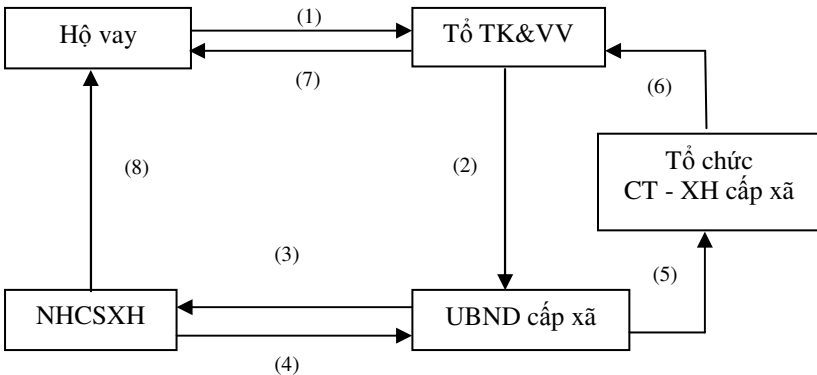 (1)
Hộ vay
Tổ TK&VV
(7)
(6)
(8)
(2)
Tổ chức
CT - XH cấp xã
(3)
(5)
NHCSXH
UBND cấp xã
(4)